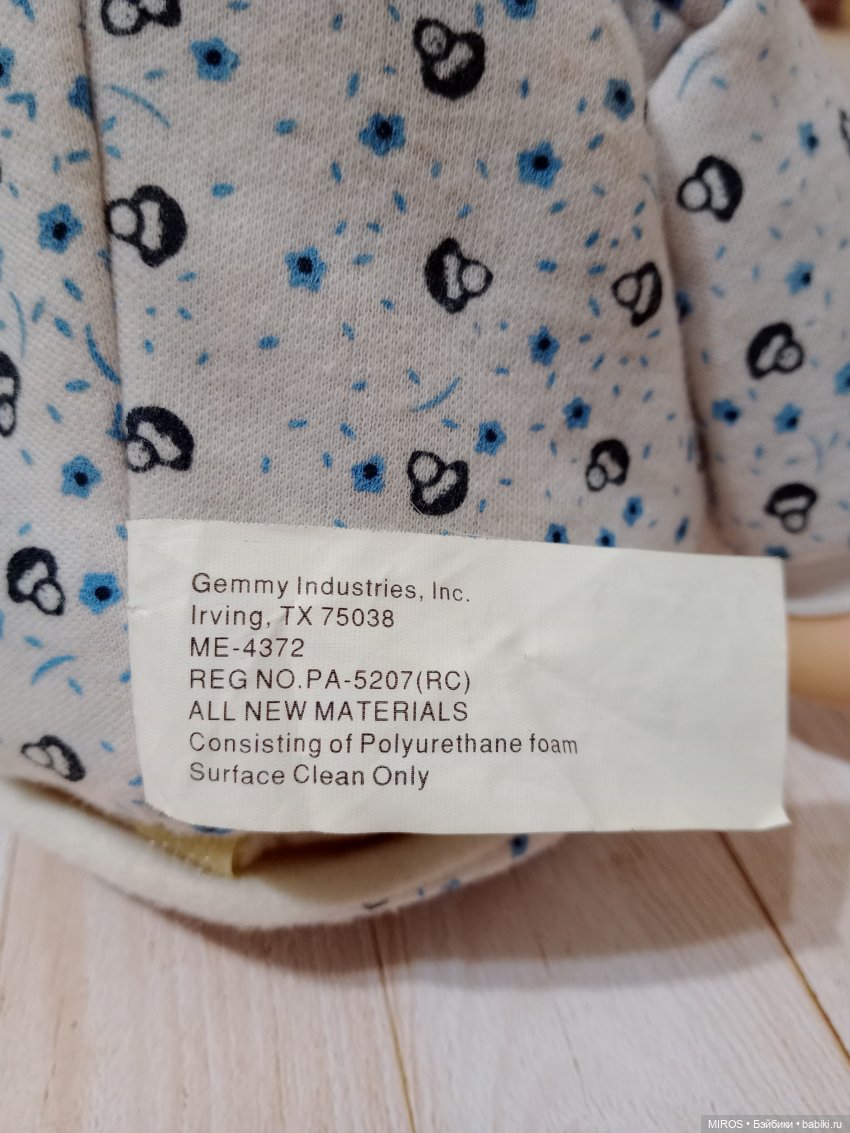 Gemmy Industries, Inc.
Irving, TX 75038
ME-4372
REG NO.PA-5207(RC)
ALL NEW MATERIALS
Consisting of Polyurethane foam
Surface Clean Only
MIROS • Бэйбики • babiki.ru